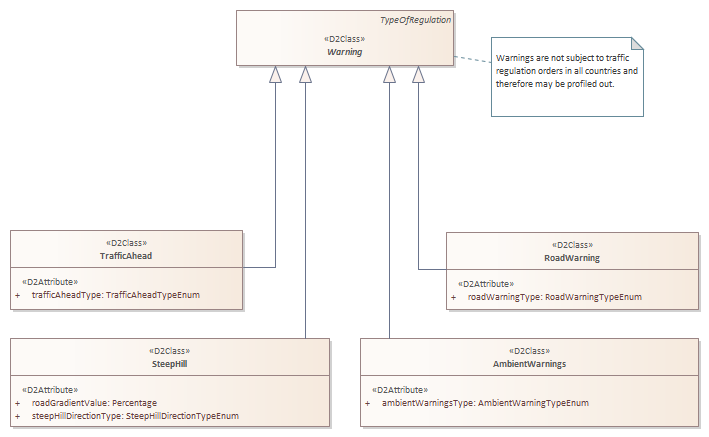 TypeOfRegulation
«D2Class»
Warning
Warnings are not subject to traffic
regulation orders in all countries and
therefore may be profiled out.
«D2Class»
TrafficAhead
«D2Attribute»
+ trafficAheadType: TrafficAheadTypeEnum
«D2Class»
RoadWarning
«D2Attribute»
+ roadWarningType: RoadWarningTypeEnum
«D2Class»
SteepHill
«D2Attribute»
+ roadGradientValue: Percentage
+ steepHillDirectionType: SteepHillDirectionTypeEnum
«D2Class»
AmbientWarnings
«D2Attribute»
+ ambientWarningsType: AmbientWarningTypeEnum